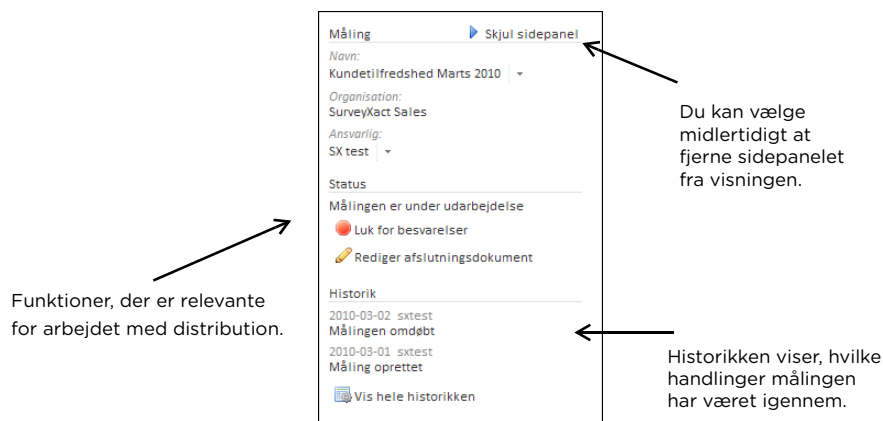 Måling Skjul sidepanel
Navn:
Kundetilfredshed Marts 2010
Organisation:
SurveyXact Sales
Ansvarlig:
SX test
Status
Målingen er under udarbejdelse
Luk for besvarelser
Rediger afslutningsdokument
Historik
2010-03-02 sxtest
Målingen omdøbt
2010-03-01 sxtest
Måling oprettet
Vis hele historikken
Du kan vælge
midlertidigt at
fjerne sidepanelet
fra visningen.
Funktioner, der er relevante
for arbejdet med distribution.
Historikken viser, hvilke
handlinger målingen
har været igennem.